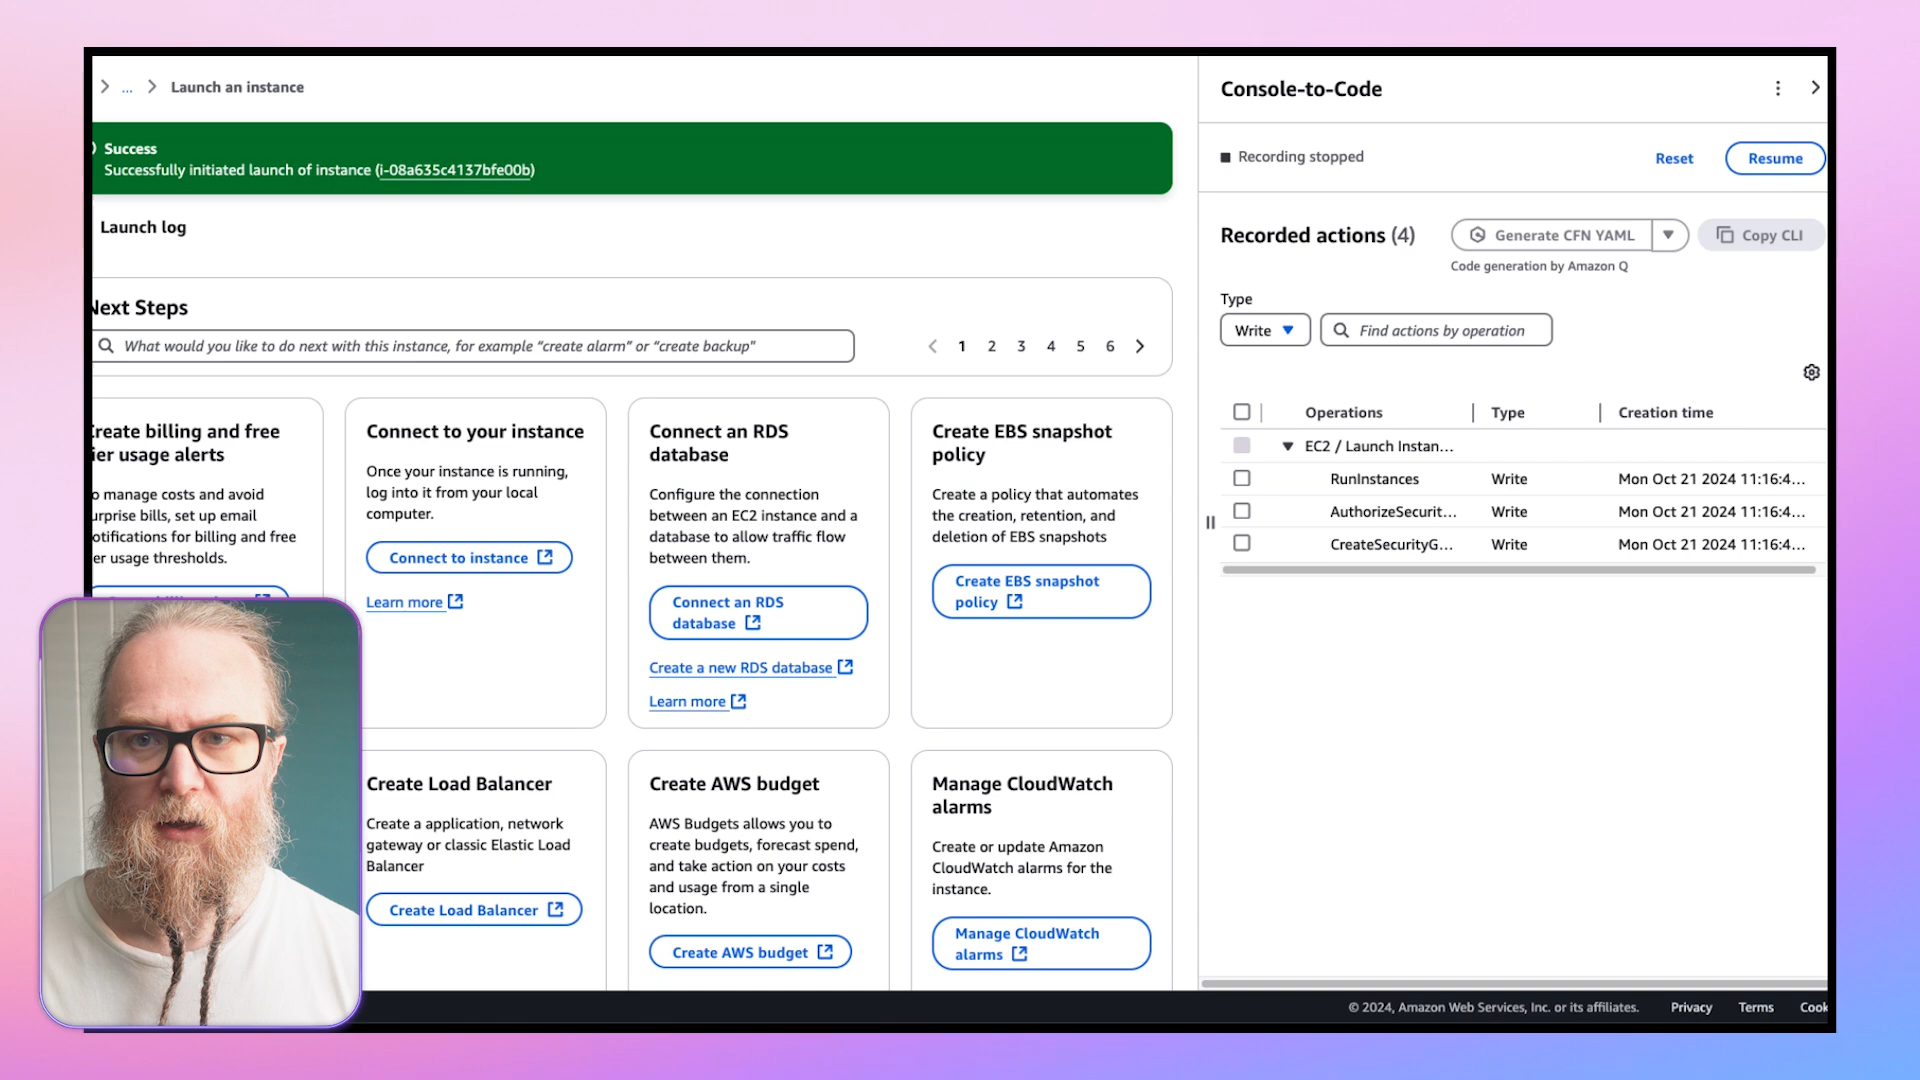 ... Launch an instance
Success
Successfully initiated launch of instance (i-08a635c4137bfe00b)
Launch log
Next Steps
What would you like to do next with this instance, for example “create alarm” or “create backup”
1 2 3 4 5 6
Create billing and free
tier usage alerts
To manage costs and avoid
surprise bills, set up email
notifications for billing and free
tier usage thresholds.
Connect to your instance
Once your instance is running,
log into it from your local
computer.
Connect to instance
Learn more
Connect an RDS
database
Configure the connection
between an EC2 instance and a
database to allow traffic flow
between them.
Connect an RDS
database
Create a new RDS database
Learn more
Create EBS snapshot
policy
Create a policy that automates
the creation, retention, and
deletion of EBS snapshots
Create EBS snapshot
policy
Create Load Balancer
Create a application, network
gateway or classic Elastic Load
Balancer
Create Load Balancer
Create AWS budget
AWS Budgets allows you to
create budgets, forecast spend,
and take action on your costs
and usage from a single
location.
Create AWS budget
Manage CloudWatch
alarms
Create or update Amazon
CloudWatch alarms for the
instance.
Manage CloudWatch
alarms
Console-to-Code
Recording stopped
Reset
Resume
Recorded actions (4)
Generate CFN YAML
Copy CLI
Code generation by Amazon Q
Type
Write
Find actions by operation
Operations Type Creation time
EC2 / Launch Instan...
RunInstances Write Mon Oct 21 2024 11:16:4...
AuthorizeSecurit... Write Mon Oct 21 2024 11:16:4...
CreateSecurityG... Write Mon Oct 21 2024 11:16:4...
© 2024, Amazon Web Services, Inc. or its affiliates. Privacy Terms Cook